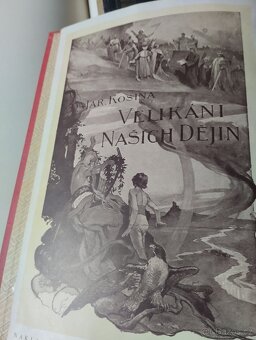 JAR. KOSINA
VELIKÁNI
NAŠICH DĚJIN